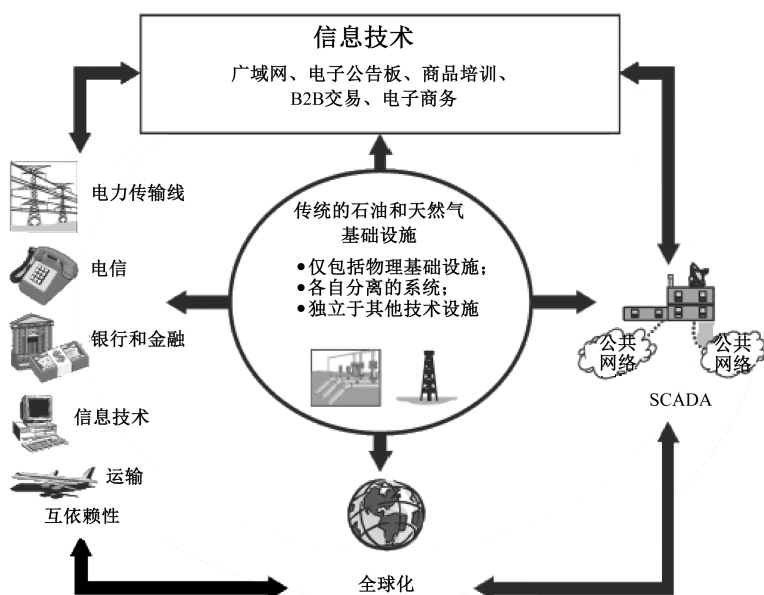 信息技术
广域网、电子公告板、商品培训、
B2B交易、电子商务
电力传输线
电信
银行和金融
信息技术
运输
互依赖性
传统的石油和天然气
基础设施
•仅包括物理基础设施；
•各自分离的系统；
•独立于其他技术设施
公共
网络
公共
网络
SCADA
全球化